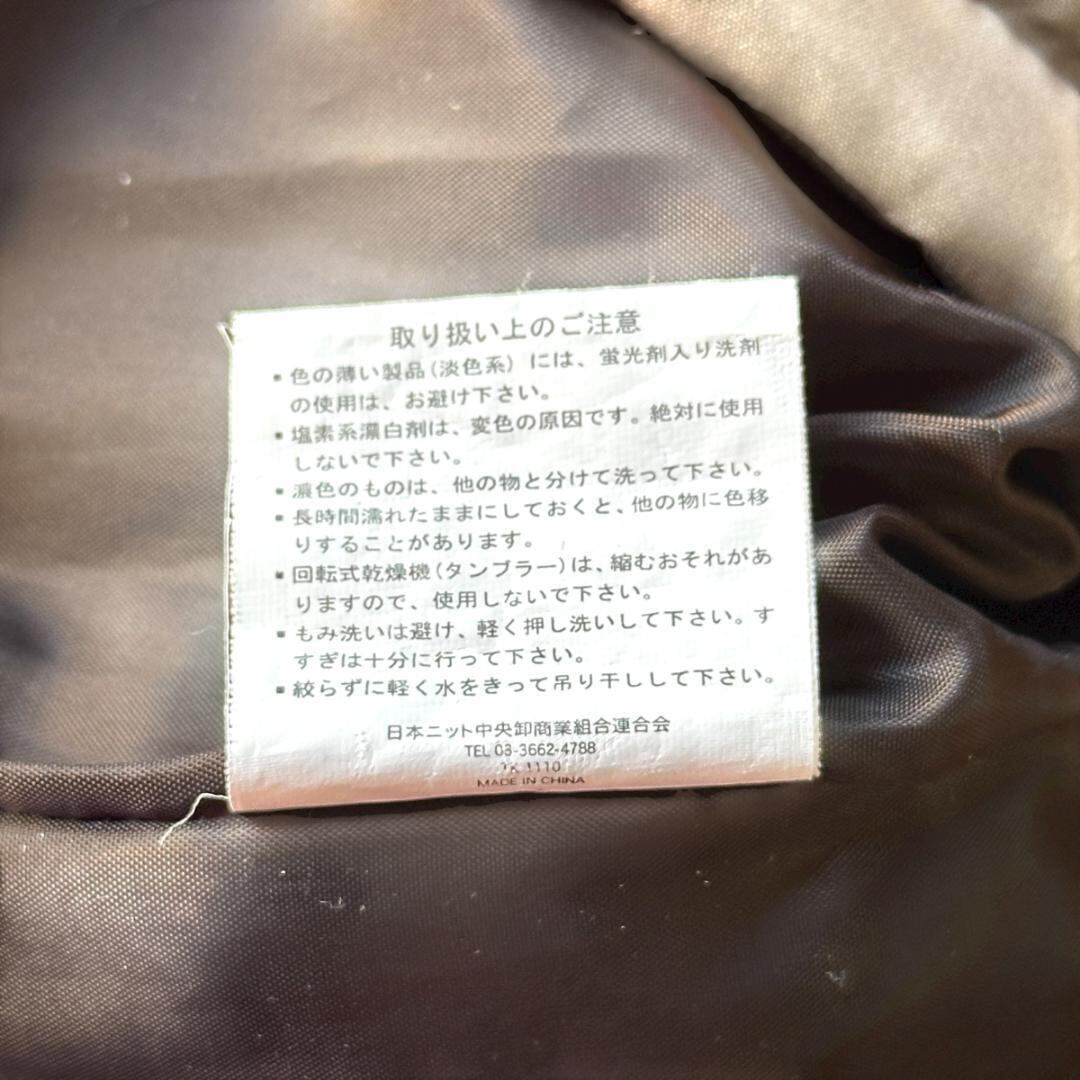 取り扱い上のご注意
▪ 色の薄い製品(淡色系)には、蛍光剤入り洗剤
の使用は、お避け下さい。
▪ 塩素系漂白剤は、変色の原因です。絶対に使用
しないで下さい。
▪ 濃色のものは、他の物と分けて洗って下さい。
▪ 長時間濡れたままにしておくと、他の物に色移
りすることがあります。
▪ 回転式乾燥機(タンブラー)は、縮むおそれがあ
りますので、使用しないで下さい。
▪ もみ洗いは避け、軽く押し洗いして下さい。す
すぎは十分に行って下さい。
▪ 絞らずに軽く水をきって吊り干しして下さい。
日本ニット中央卸商業組合連合会
TEL 03-3662-4788
1110
MADE IN CHINA